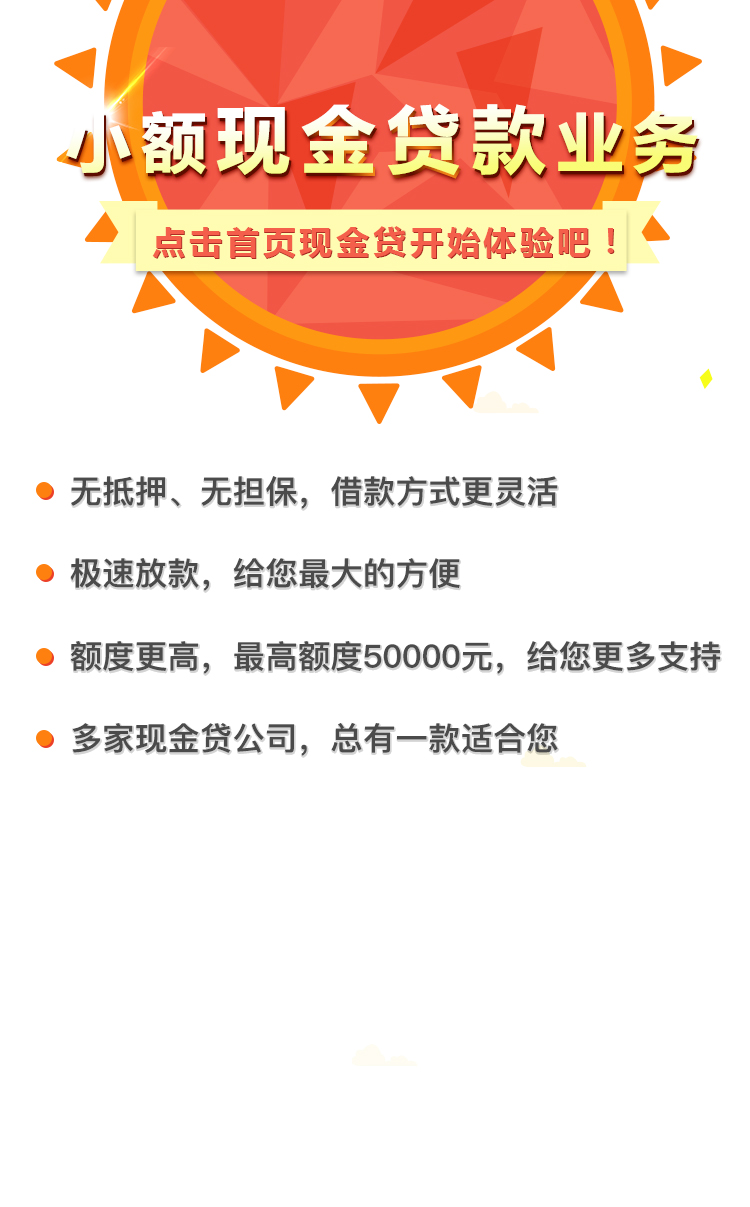 小额现金贷款业务
点击首页现金贷开始体验吧！
无抵押、无担保，借款方式更灵活
极速放款，给您最大的方便
额度更高，最高额度50000元，给您更多支持
多家现金贷公司，总有一款适合您